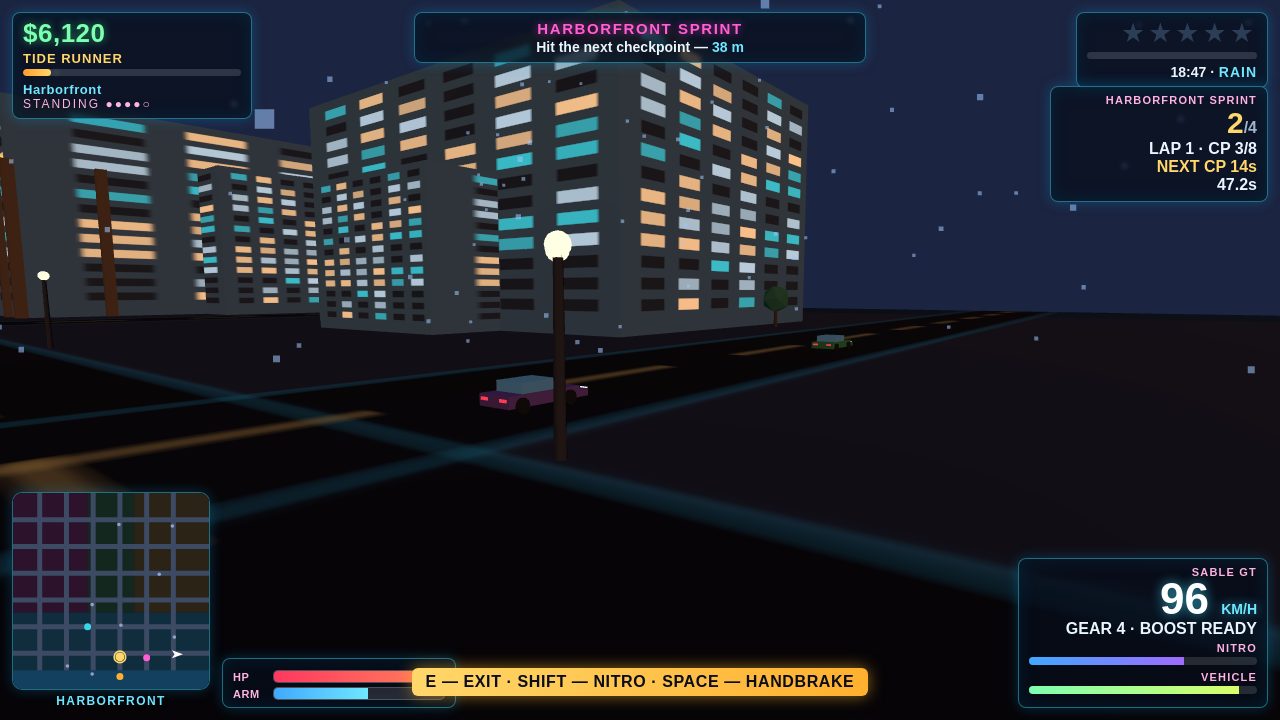 $6,120
TIDE RUNNER
Harborfront
STANDING ●●●●○
HARBORFRONT SPRINT
Hit the next checkpoint — 38 m
★★★★★
18:47 · RAIN
HARBORFRONT SPRINT
2/4
LAP 1 · CP 3/8
NEXT CP 14s
47.2s
HARBORFRONT
HP
ARM
E — EXIT · SHIFT — NITRO · SPACE — HANDBRAKE
SABLE GT
96 KM/H
GEAR 4 · BOOST READY
NITRO
VEHICLE